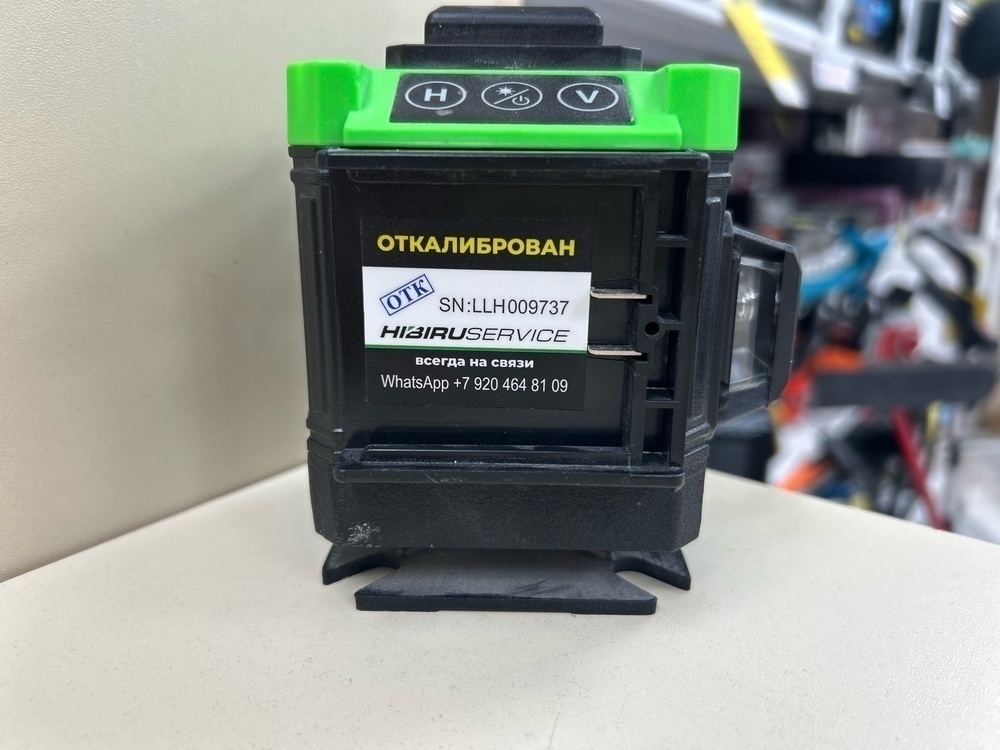 H V
ОТКАЛИБРОВАН
ОТК
SN:LLH009737
HIBIRUSERVICE
всегда на связи
WhatsApp +7 920 464 81 09